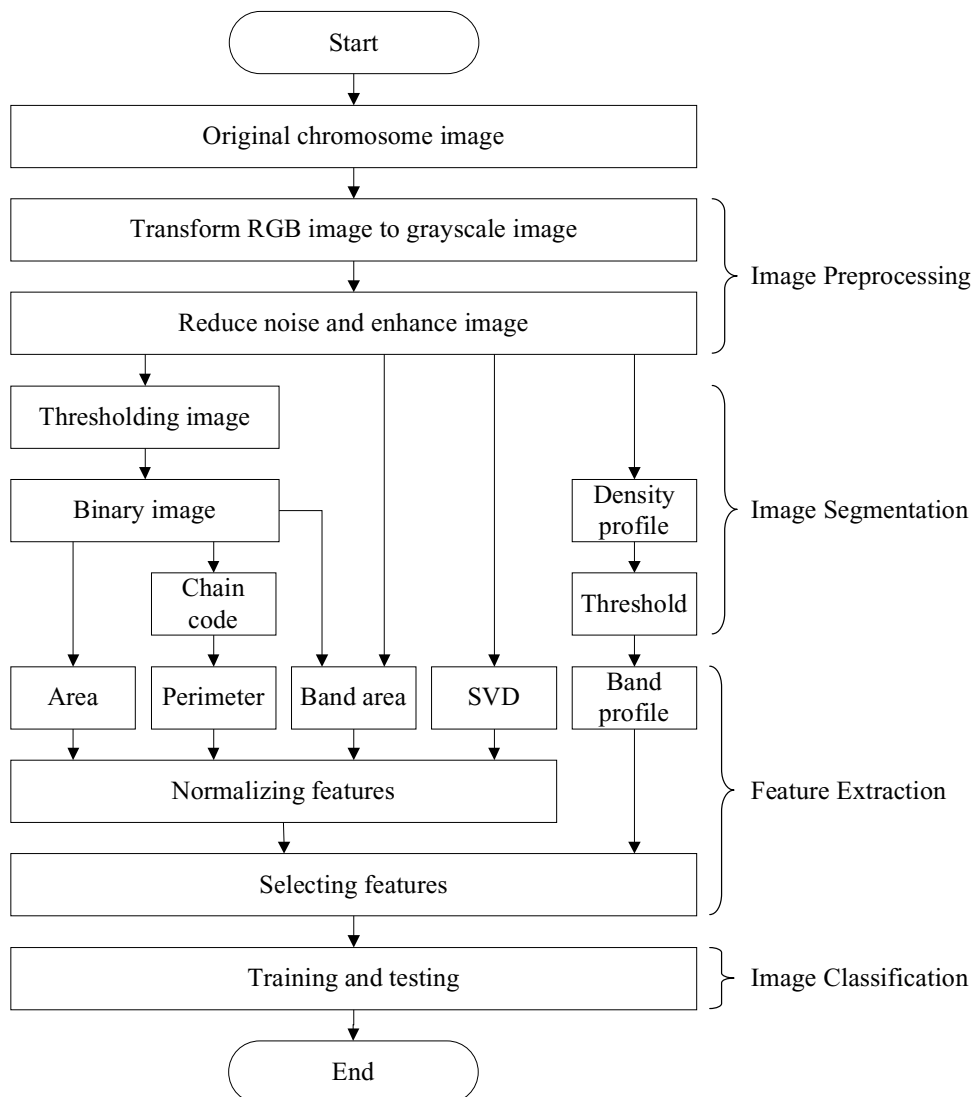 Start
Original chromosome image
Transform RGB image to grayscale image
Image Preprocessing
Reduce noise and enhance image
Thresholding image
Binary image
Density
profile
Image Segmentation
Chain
code
Threshold
Area
Perimeter
Band area
SVD
Band
profile
Normalizing features
Feature Extraction
Selecting features
Training and testing
Image Classification
End